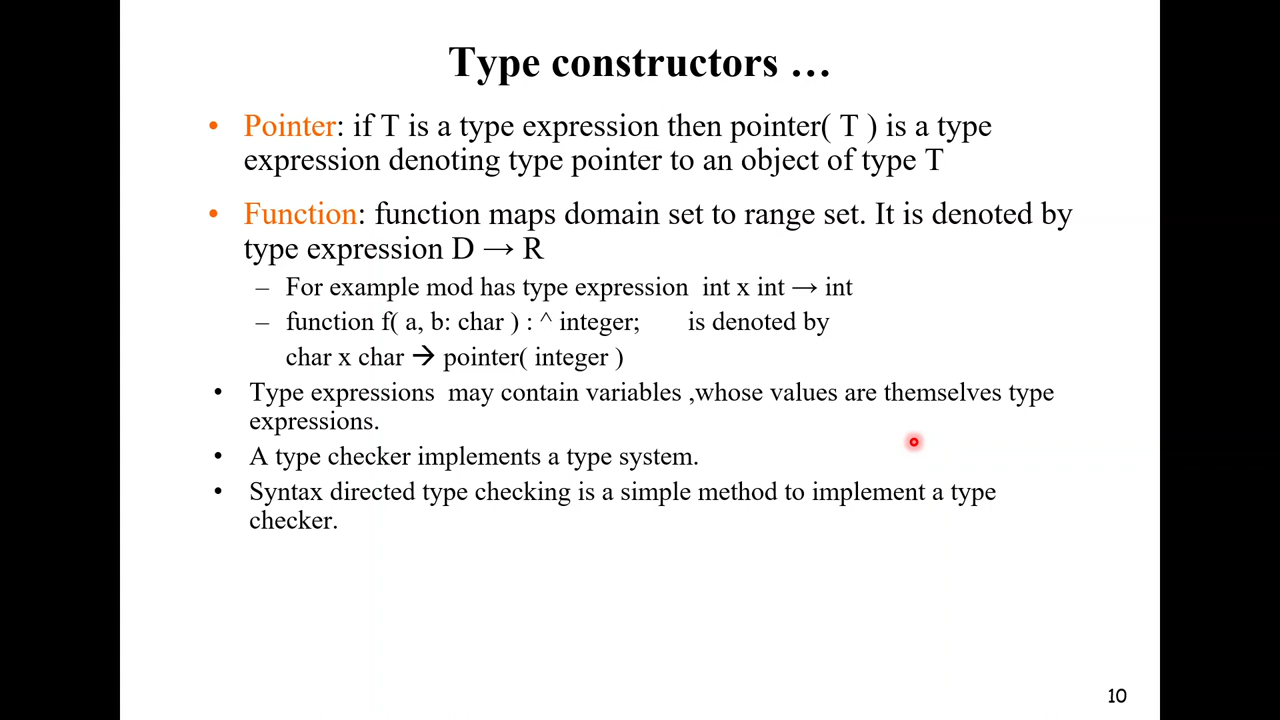 Type constructors …
• Pointer: if T is a type expression then pointer( T ) is a type
expression denoting type pointer to an object of type T
• Function: function maps domain set to range set. It is denoted by
type expression D → R
– For example mod has type expression int x int → int
– function f( a, b: char ) : ^ integer; is denoted by
char x char → pointer( integer )
• Type expressions may contain variables ,whose values are themselves type
expressions.
• A type checker implements a type system.
• Syntax directed type checking is a simple method to implement a type
checker.
10